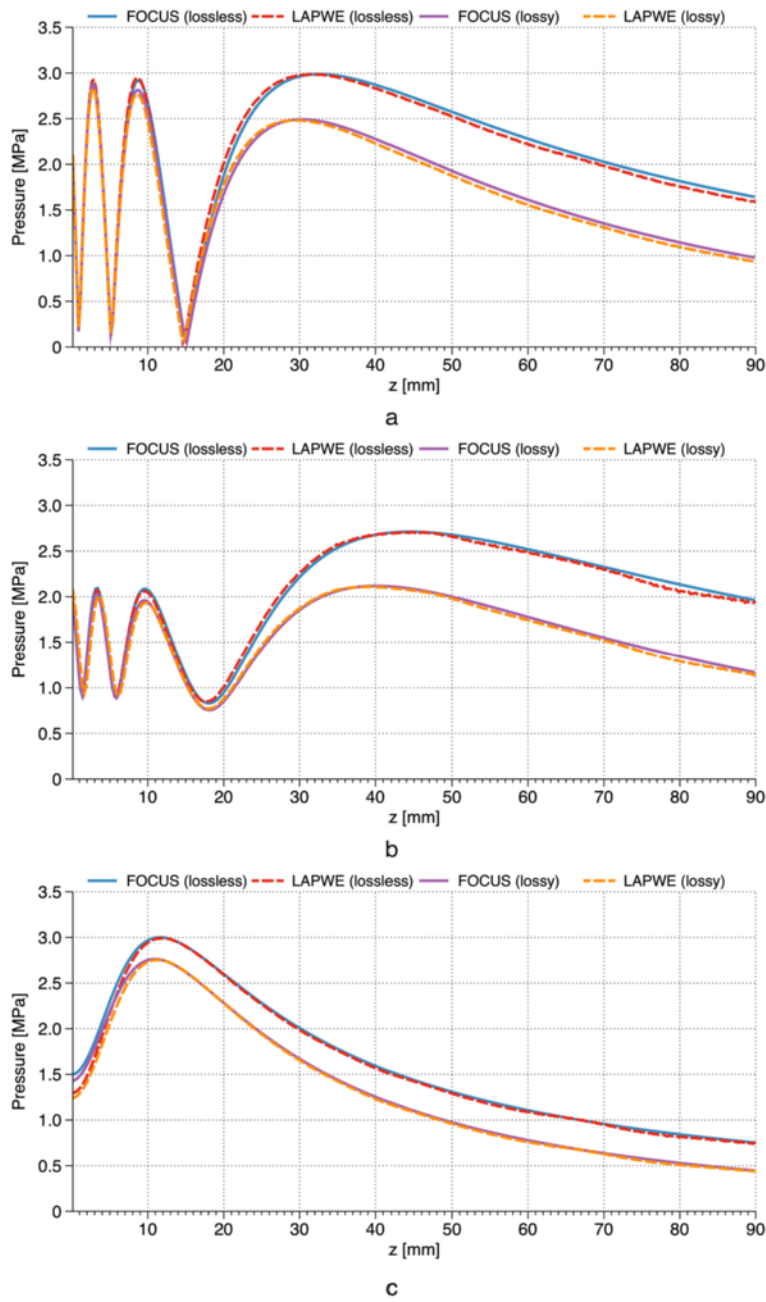 FOCUS (lossless) LAPWE (lossless) FOCUS (lossy) LAPWE (lossy)
3.5
3.0
2.5
2.0
1.5
1.0
0.5
0
Pressure [MPa]
10 20 30 40 50 60 70 80 90
z [mm]
a
FOCUS (lossless) LAPWE (lossless) FOCUS (lossy) LAPWE (lossy)
3.5
3.0
2.5
2.0
1.5
1.0
0.5
0
Pressure [MPa]
10 20 30 40 50 60 70 80 90
z [mm]
b
FOCUS (lossless) LAPWE (lossless) FOCUS (lossy) LAPWE (lossy)
3.5
3.0
2.5
2.0
1.5
1.0
0.5
0
Pressure [MPa]
10 20 30 40 50 60 70 80 90
z [mm]
c